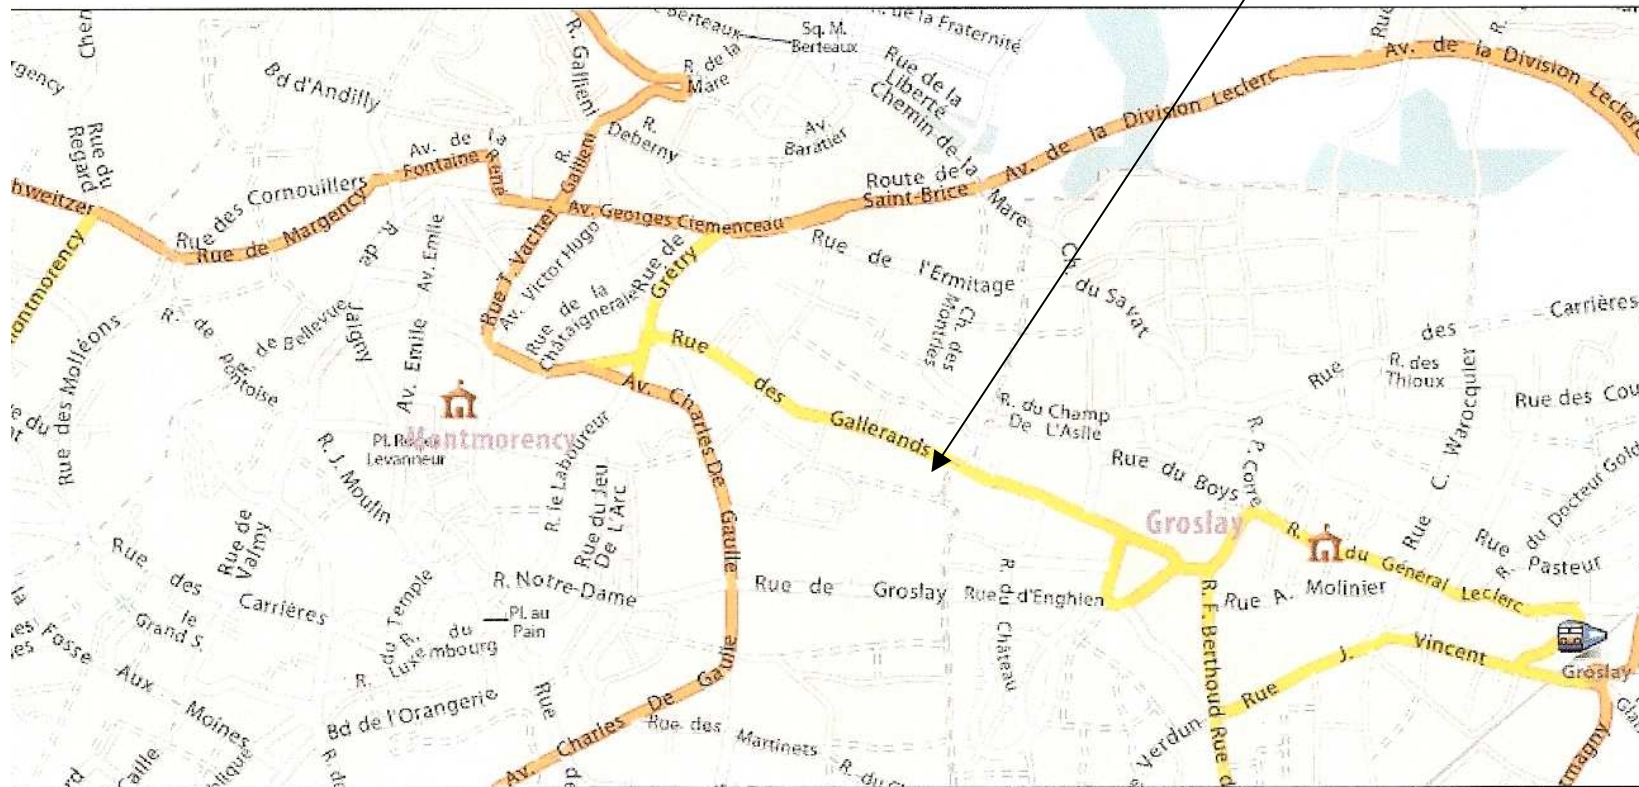 Berteaux
Sq. M.
Berteaux
R. de la Fraternité
Rue
R.
Chen
rgency
Bd d'Andilly
R. Gallieni
R. de la
Mare
Rue de la
Liberté
Chemin de la
Mare
Av. de la Division Leclerc
Rue du
Regard
Av. de la
Fontaine
René
R. Gallieni
R.
Deberny
Av.
Baratier
Av. de la Division Leclerc
hweitzer
Rue des Cornouillers
Rue de Margency
Av. Georges Clemenceau
Route de
Saint-Brice
ontmorency
R. de
Jaigny
Av. Emile
Av. Emile
Rue T. Vacher
Av. Victor Hugo
Rue de
Grétry
Rue de l'Ermitage
Ch. du Savat
Rue de la
Châtaigneraie
Ch. des
Rue des Carrières
R. de Pontoise
R. de Bellevue
Rue des Molléons
Rue des Gallerands
R. des
Thioux
Rue des Cou
Rue C. Warocquier
Av. Charles De Gaulle
R. du Champ
De L'Asile
Montmorency
Levanneur
R. J. Moulin
R. le Laboureur
Rue du Jeu
De L'Arc
Rue du Boys
R. P. Corre
Groslay
R. du Général Leclerc
R. du Docteur Gold
Rue Pasteur
Rue de
Valmy
Rue des Carrières
le
Grand S.
R. du Temple
R. Notre-Dame
Pl. au
Pain
R. du
Luxembourg
Rue de Groslay
Rue d'Enghien
R. du Château
R. F. Berthoud
Rue A. Molinier
Rue J. Vincent
Groslay
la
Fosse Aux Moines
Bd de l'Orangerie
Rue
Av. Charles De Gaulle
Rue des Martinets
Verdun
Rue d
magny
Caille
R. de